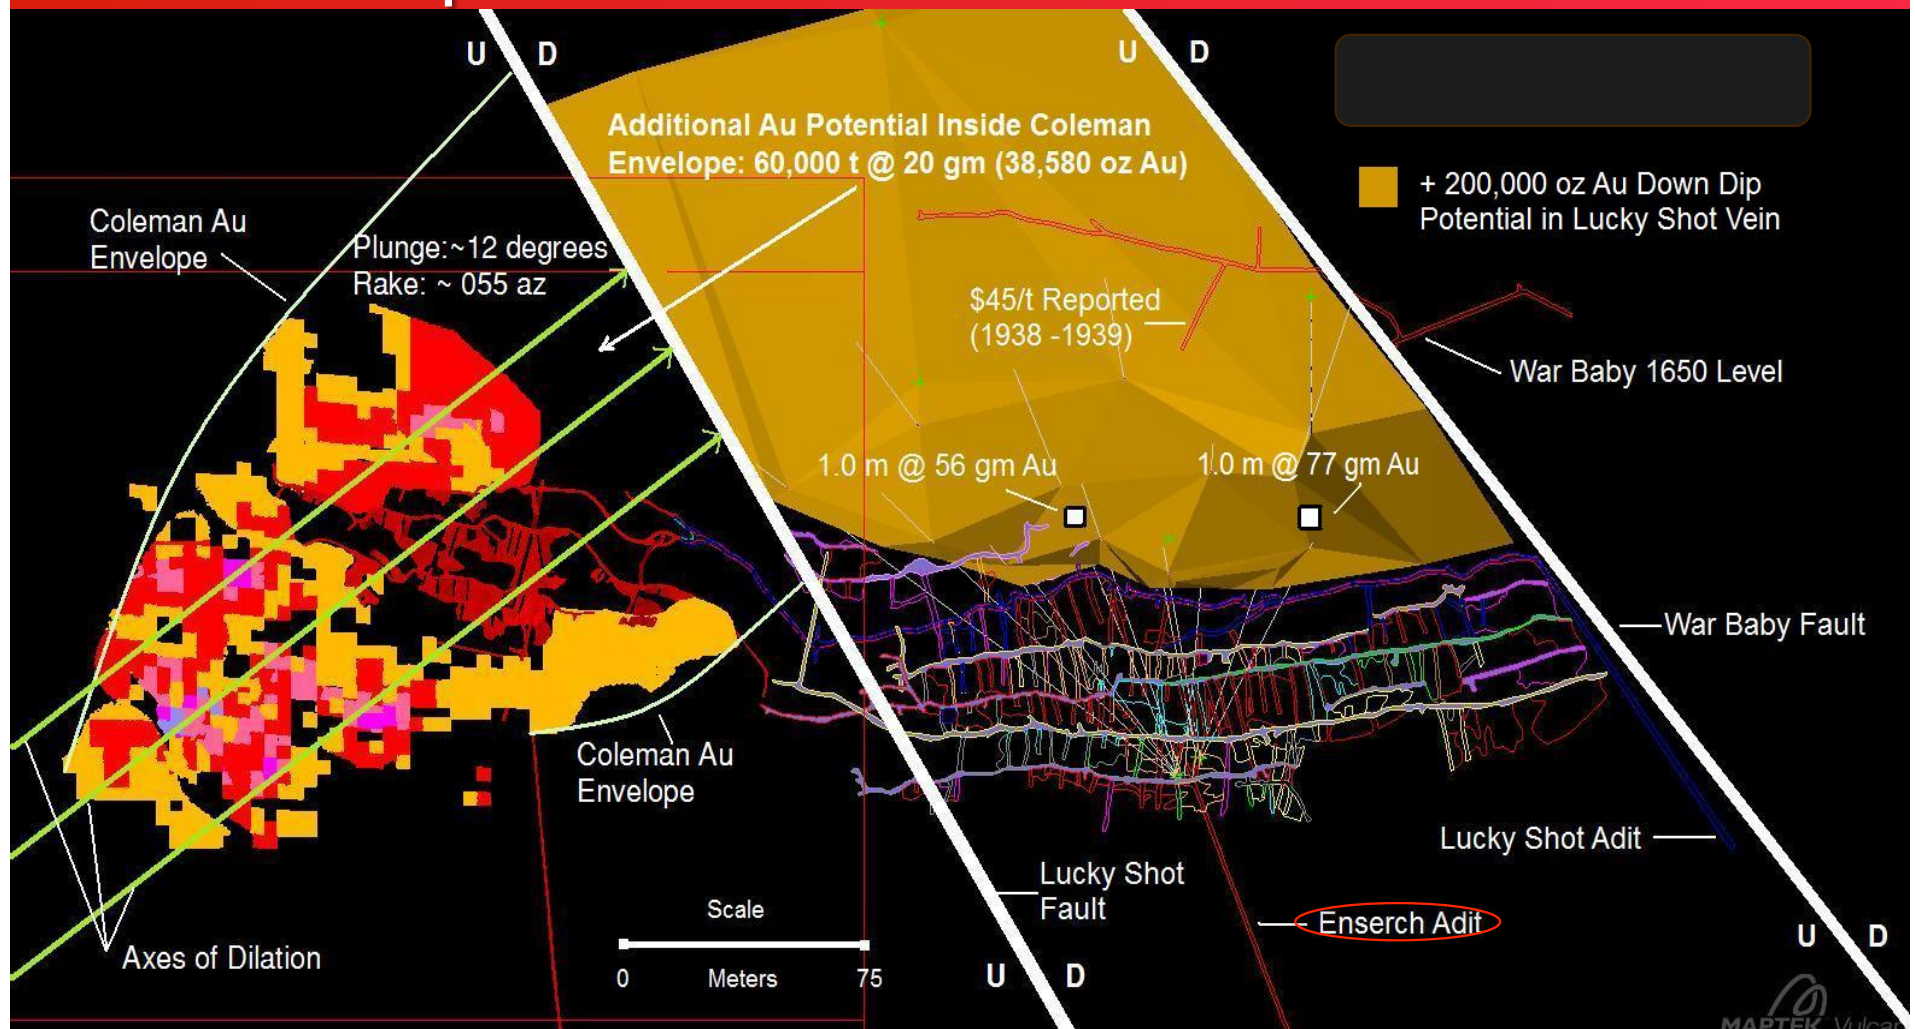 U D
U D
Additional Au Potential Inside Coleman
Envelope: 60,000 t @ 20 gm (38,580 oz Au)
+ 200,000 oz Au Down Dip
Potential in Lucky Shot Vein
Coleman Au
Envelope
Plunge:~12 degrees
Rake: ~ 055 az
$45/t Reported
(1938 -1939)
War Baby 1650 Level
1.0 m @ 56 gm Au
1.0 m @ 77 gm Au
War Baby Fault
Coleman Au
Envelope
Lucky Shot Adit
Lucky Shot
Fault
Enserch Adit
Scale
0 Meters 75
Axes of Dilation
U D
U D
MAPTEK Vulcan